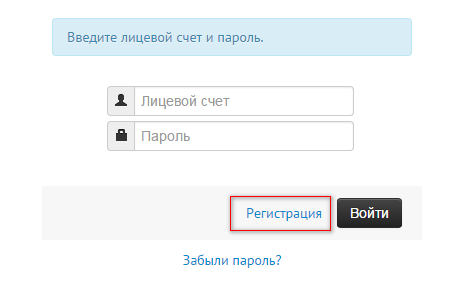 Введите лицевой счет и пароль.
Лицевой счет
Пароль
Регистрация Войти
Забыли пароль?